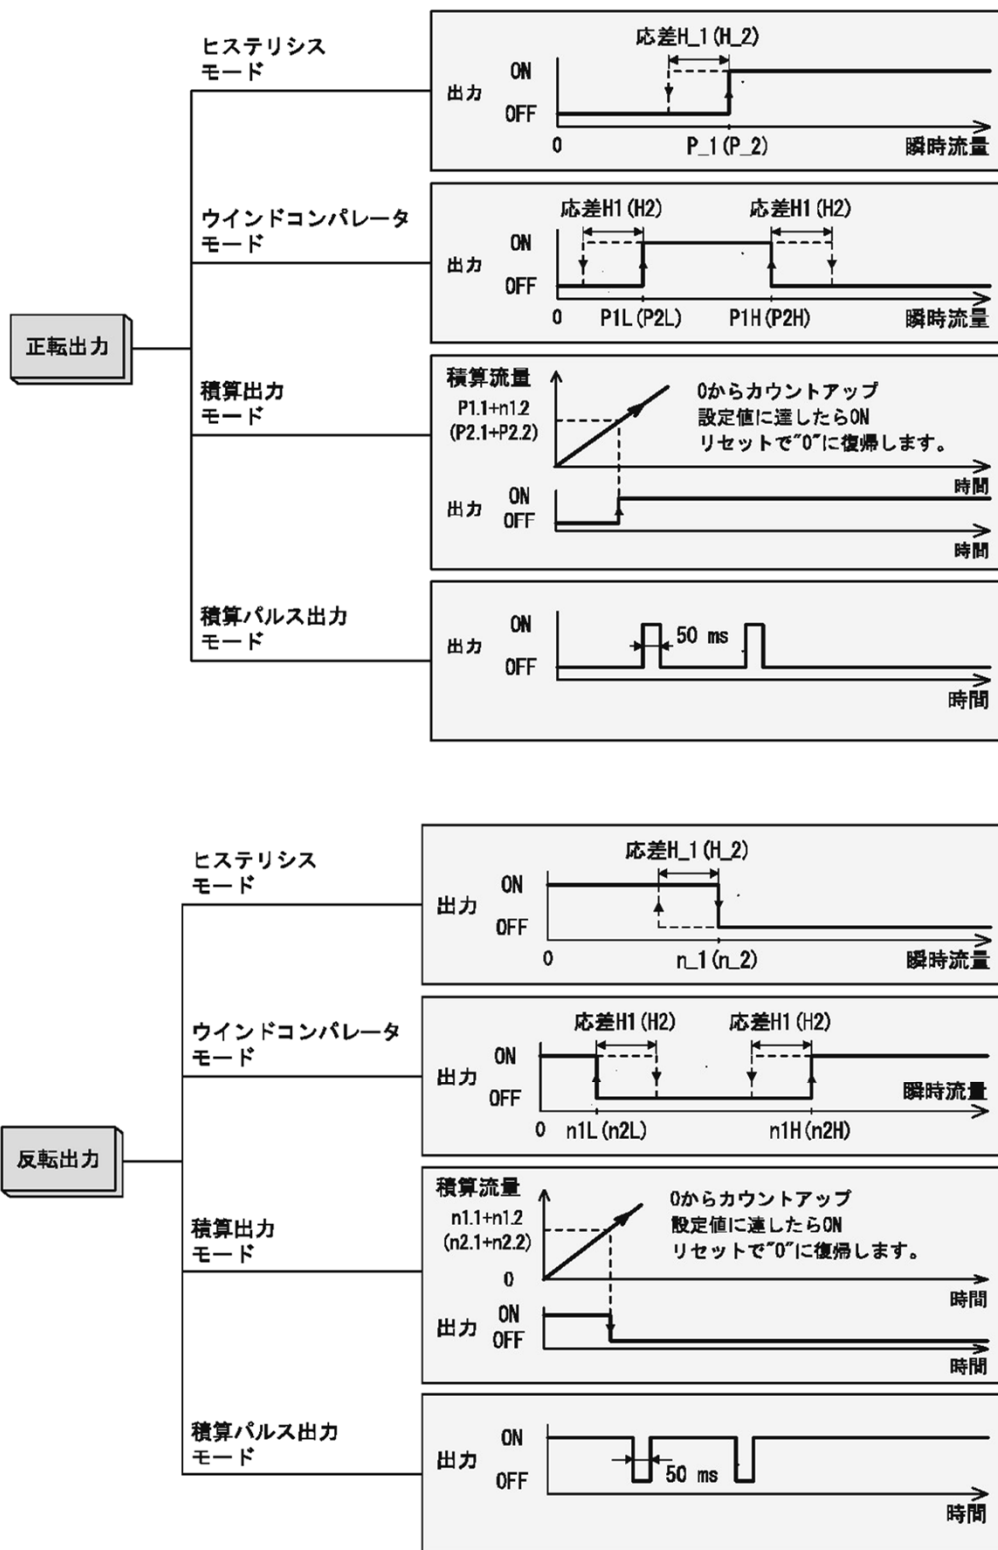 正転出力
ヒステリシス
モード
応差H_1(H_2)
出力
ON
OFF
0
P_1(P_2)
瞬時流量
ウインドコンパレータ
モード
応差H1(H2)
応差H1(H2)
出力
ON
OFF
0
P1L(P2L)
P1H(P2H)
瞬時流量
積算出力
モード
積算流量
P1.1+n1.2
(P2.1+P2.2)
0からカウントアップ
設定値に達したらON
リセットで"0"に復帰します。
時間
出力
ON
OFF
時間
積算パルス出力
モード
出力
ON
OFF
50 ms
時間
反転出力
ヒステリシス
モード
応差H_1(H_2)
出力
ON
OFF
0
n_1(n_2)
瞬時流量
ウインドコンパレータ
モード
応差H1(H2)
応差H1(H2)
出力
ON
OFF
0
n1L(n2L)
n1H(n2H)
瞬時流量
積算出力
モード
積算流量
n1.1+n1.2
(n2.1+n2.2)
0
0からカウントアップ
設定値に達したらON
リセットで"0"に復帰します。
時間
出力
ON
OFF
時間
積算パルス出力
モード
出力
ON
OFF
50 ms
時間